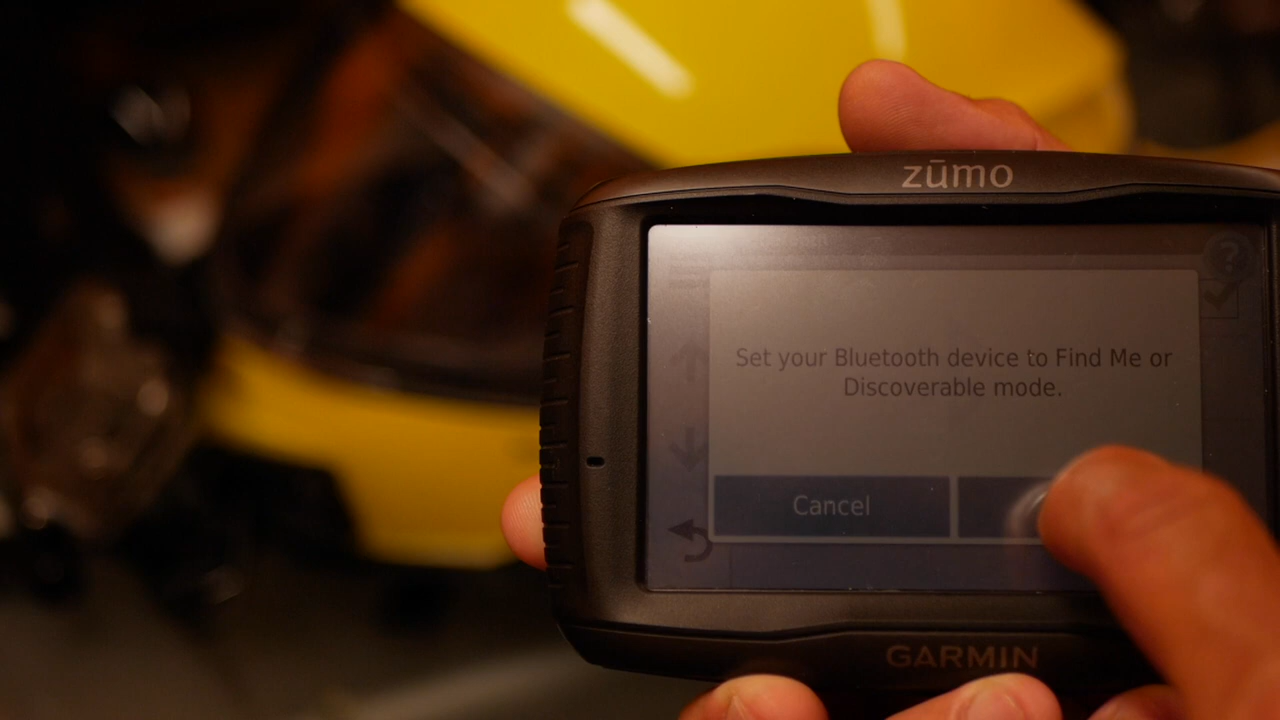 zūmo
?
Set your Bluetooth device to Find Me or
Discoverable mode.
Cancel
GARMIN